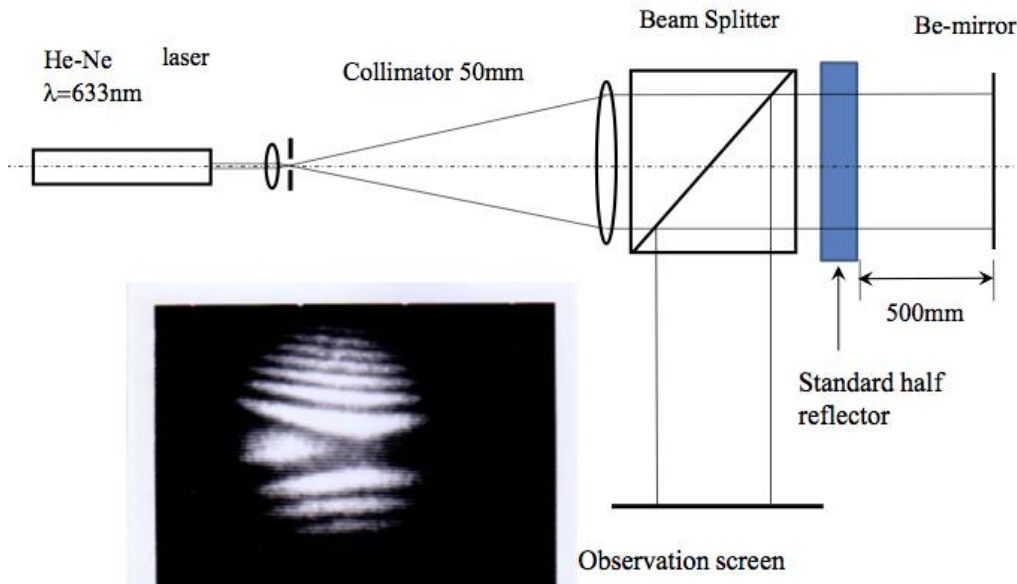 Beam Splitter
Be-mirror
He-Ne laser
λ=633nm
Collimator 50mm
500mm
Standard half
reflector
Observation screen